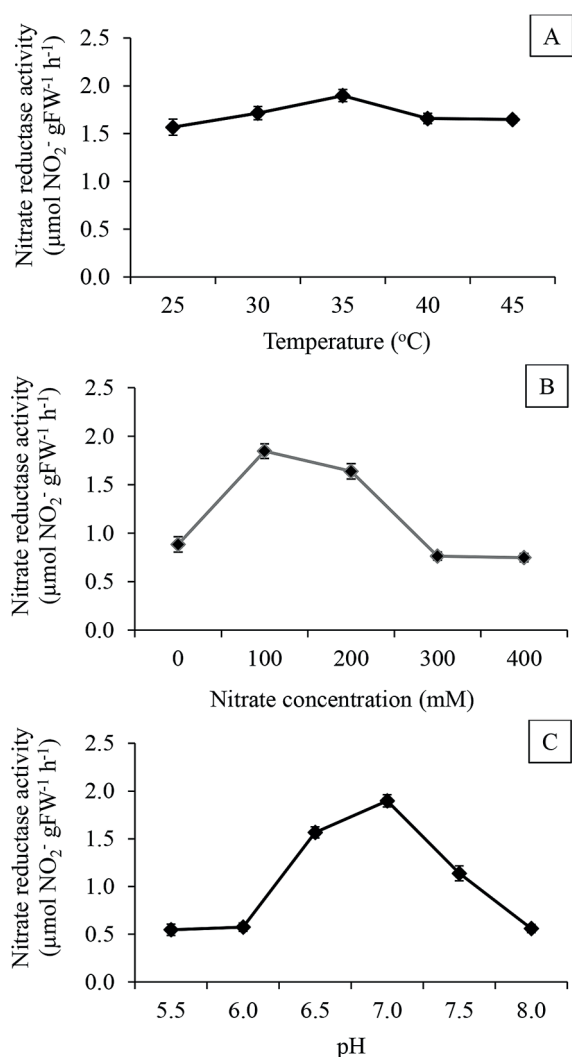 A
Nitrate reductase activity
(µmol NO₂⁻ gFW⁻¹ h⁻¹)
2.5
2.0
1.5
1.0
0.5
0.0
25 30 35 40 45
Temperature (°C)
B
Nitrate reductase activity
(µmol NO₂⁻ gFW⁻¹ h⁻¹)
2.5
2.0
1.5
1.0
0.5
0.0
0 100 200 300 400
Nitrate concentration (mM)
C
Nitrate reductase activity
(µmol NO₂⁻ gFW⁻¹ h⁻¹)
2.5
2.0
1.5
1.0
0.5
0.0
5.5 6.0 6.5 7.0 7.5 8.0
pH